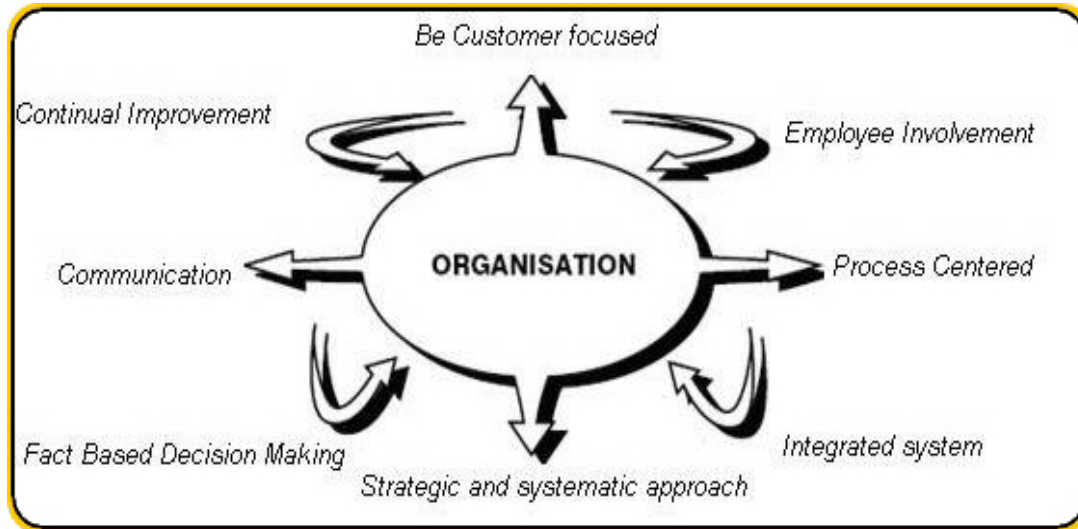 Be Customer focused
Continual Improvement
Employee Involvement
ORGANISATION
Communication
Process Centered
Fact Based Decision Making
Integrated system
Strategic and systematic approach